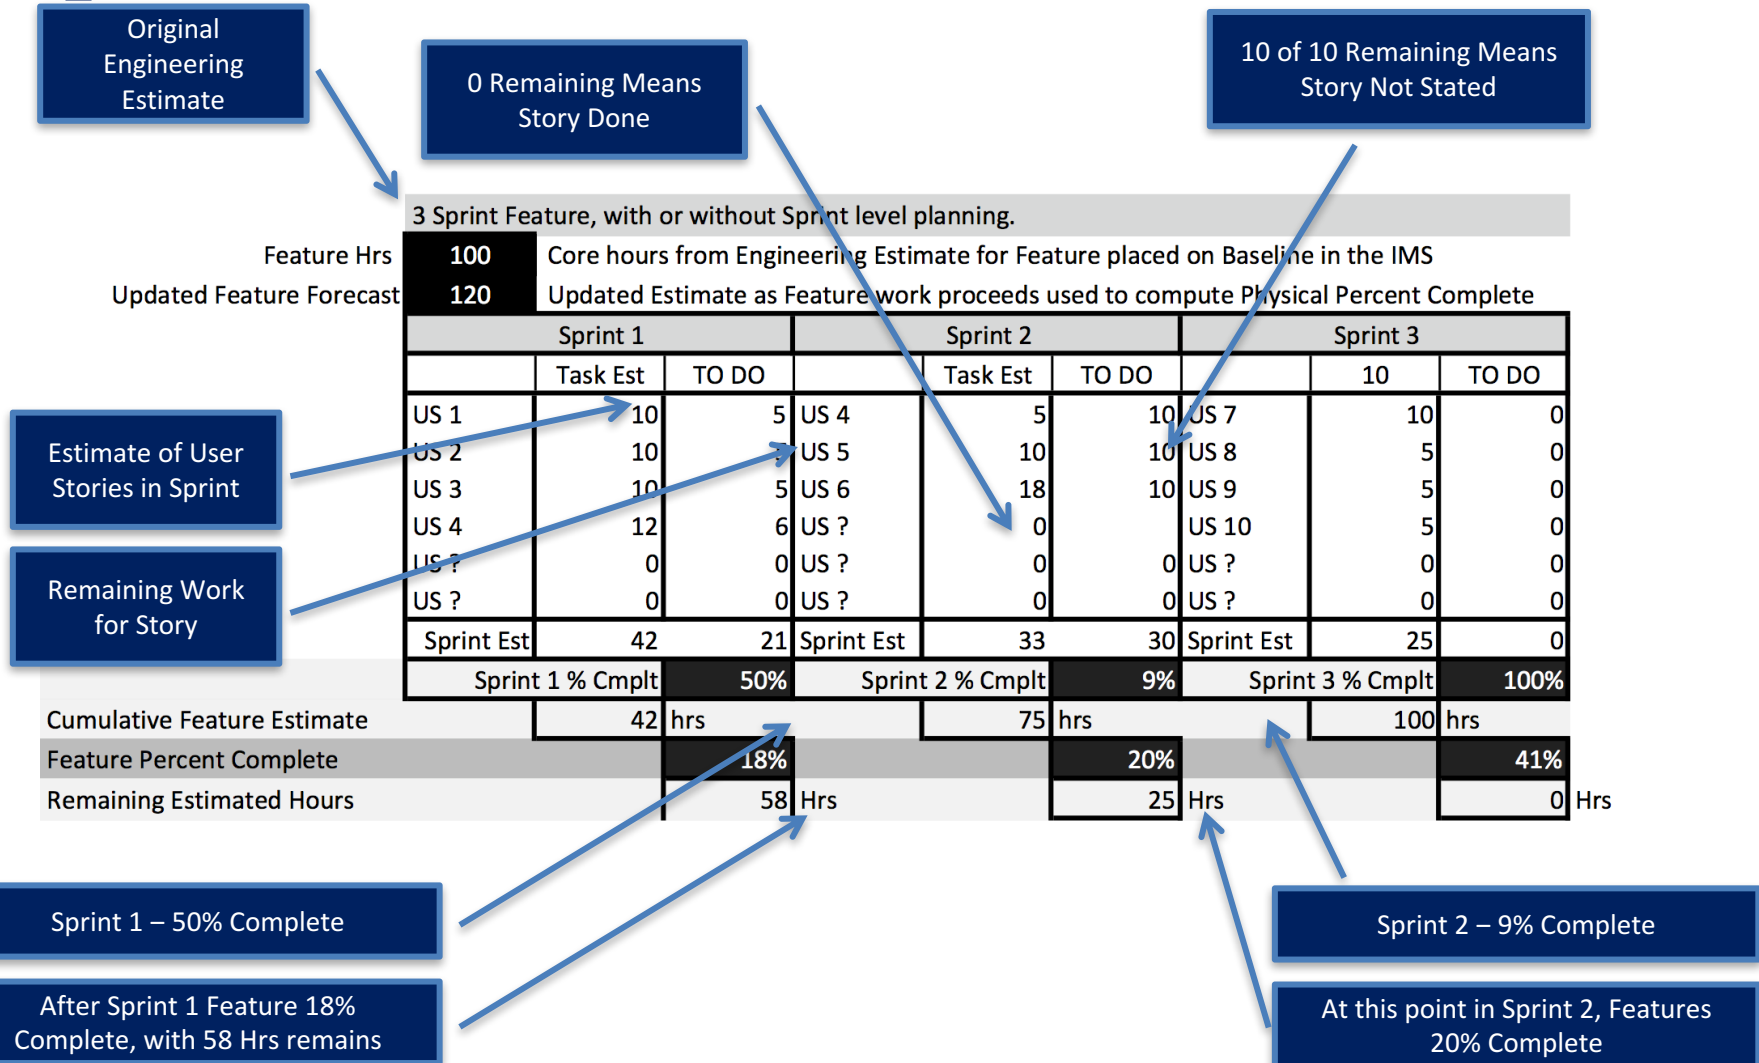 Original
Engineering
Estimate
0 Remaining Means
Story Done
10 of 10 Remaining Means
Story Not Stated
3 Sprint Feature, with or without Sprint level planning.
Feature Hrs 100 Core hours from Engineering Estimate for Feature placed on Baseline in the IMS
Updated Feature Forecast 120 Updated Estimate as Feature work proceeds used to compute Physical Percent Complete
Sprint 1 Sprint 2 Sprint 3
Task Est TO DO Task Est TO DO 10 TO DO
US 1 10 5 US 4 5 10 US 7 10 0
US 2 10 US 5 10 10 US 8 5 0
US 3 10 5 US 6 18 10 US 9 5 0
US 4 12 6 US ? 0 US 10 5 0
US ? 0 0 US ? 0 0 US ? 0 0
US ? 0 0 US ? 0 0 US ? 0 0
Sprint Est 42 21 Sprint Est 33 30 Sprint Est 25 0
Sprint 1 % Cmplt 50% Sprint 2 % Cmplt 9% Sprint 3 % Cmplt 100%
Cumulative Feature Estimate 42 hrs 75 hrs 100 hrs
Feature Percent Complete 18% 20% 41%
Remaining Estimated Hours 58 Hrs 25 Hrs 0 Hrs
Estimate of User
Stories in Sprint
Remaining Work
for Story
Sprint 1 – 50% Complete
After Sprint 1 Feature 18%
Complete, with 58 Hrs remains
Sprint 2 – 9% Complete
At this point in Sprint 2, Features
20% Complete